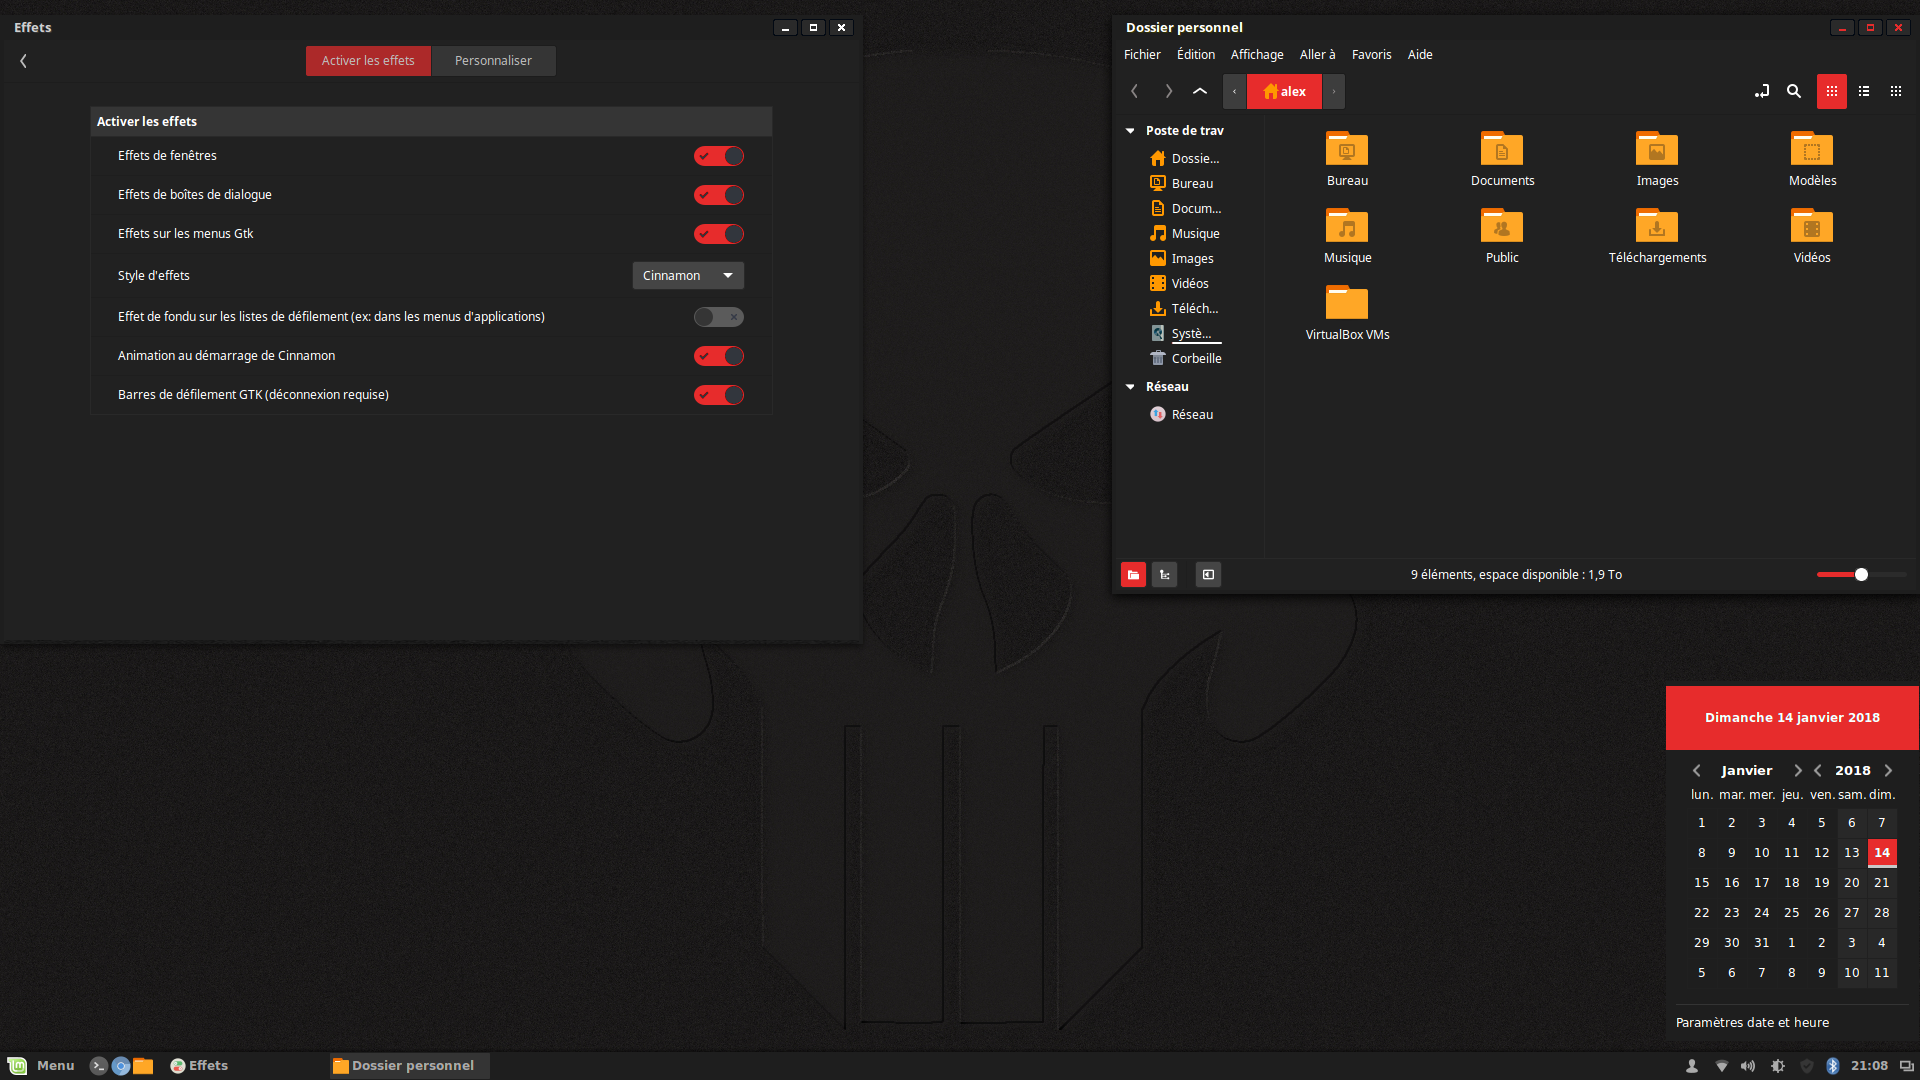 Effets
Activer les effets
Personnaliser
Activer les effets
Effets de fenêtres
Effets de boîtes de dialogue
Effets sur les menus Gtk
Style d'effets
Cinnamon
Effet de fondu sur les listes de défilement (ex: dans les menus d'applications)
Animation au démarrage de Cinnamon
Barres de défilement GTK (déconnexion requise)
Dossier personnel
Fichier Édition Affichage Aller à Favoris Aide
alex
Poste de trav
Dossie...
Bureau
Docum...
Musique
Images
Vidéos
Téléch...
Systè...
Corbeille
Réseau
Réseau
Bureau Documents Images Modèles
Musique Public Téléchargements Vidéos
VirtualBox VMs
9 éléments, espace disponible : 1,9 To
Dimanche 14 janvier 2018
Janvier 2018
lun. mar. mer. jeu. ven. sam. dim.
1 2 3 4 5 6 7
8 9 10 11 12 13 14
15 16 17 18 19 20 21
22 23 24 25 26 27 28
29 30 31 1 2 3 4
5 6 7 8 9 10 11
Paramètres date et heure
Menu Effets Dossier personnel 21:08